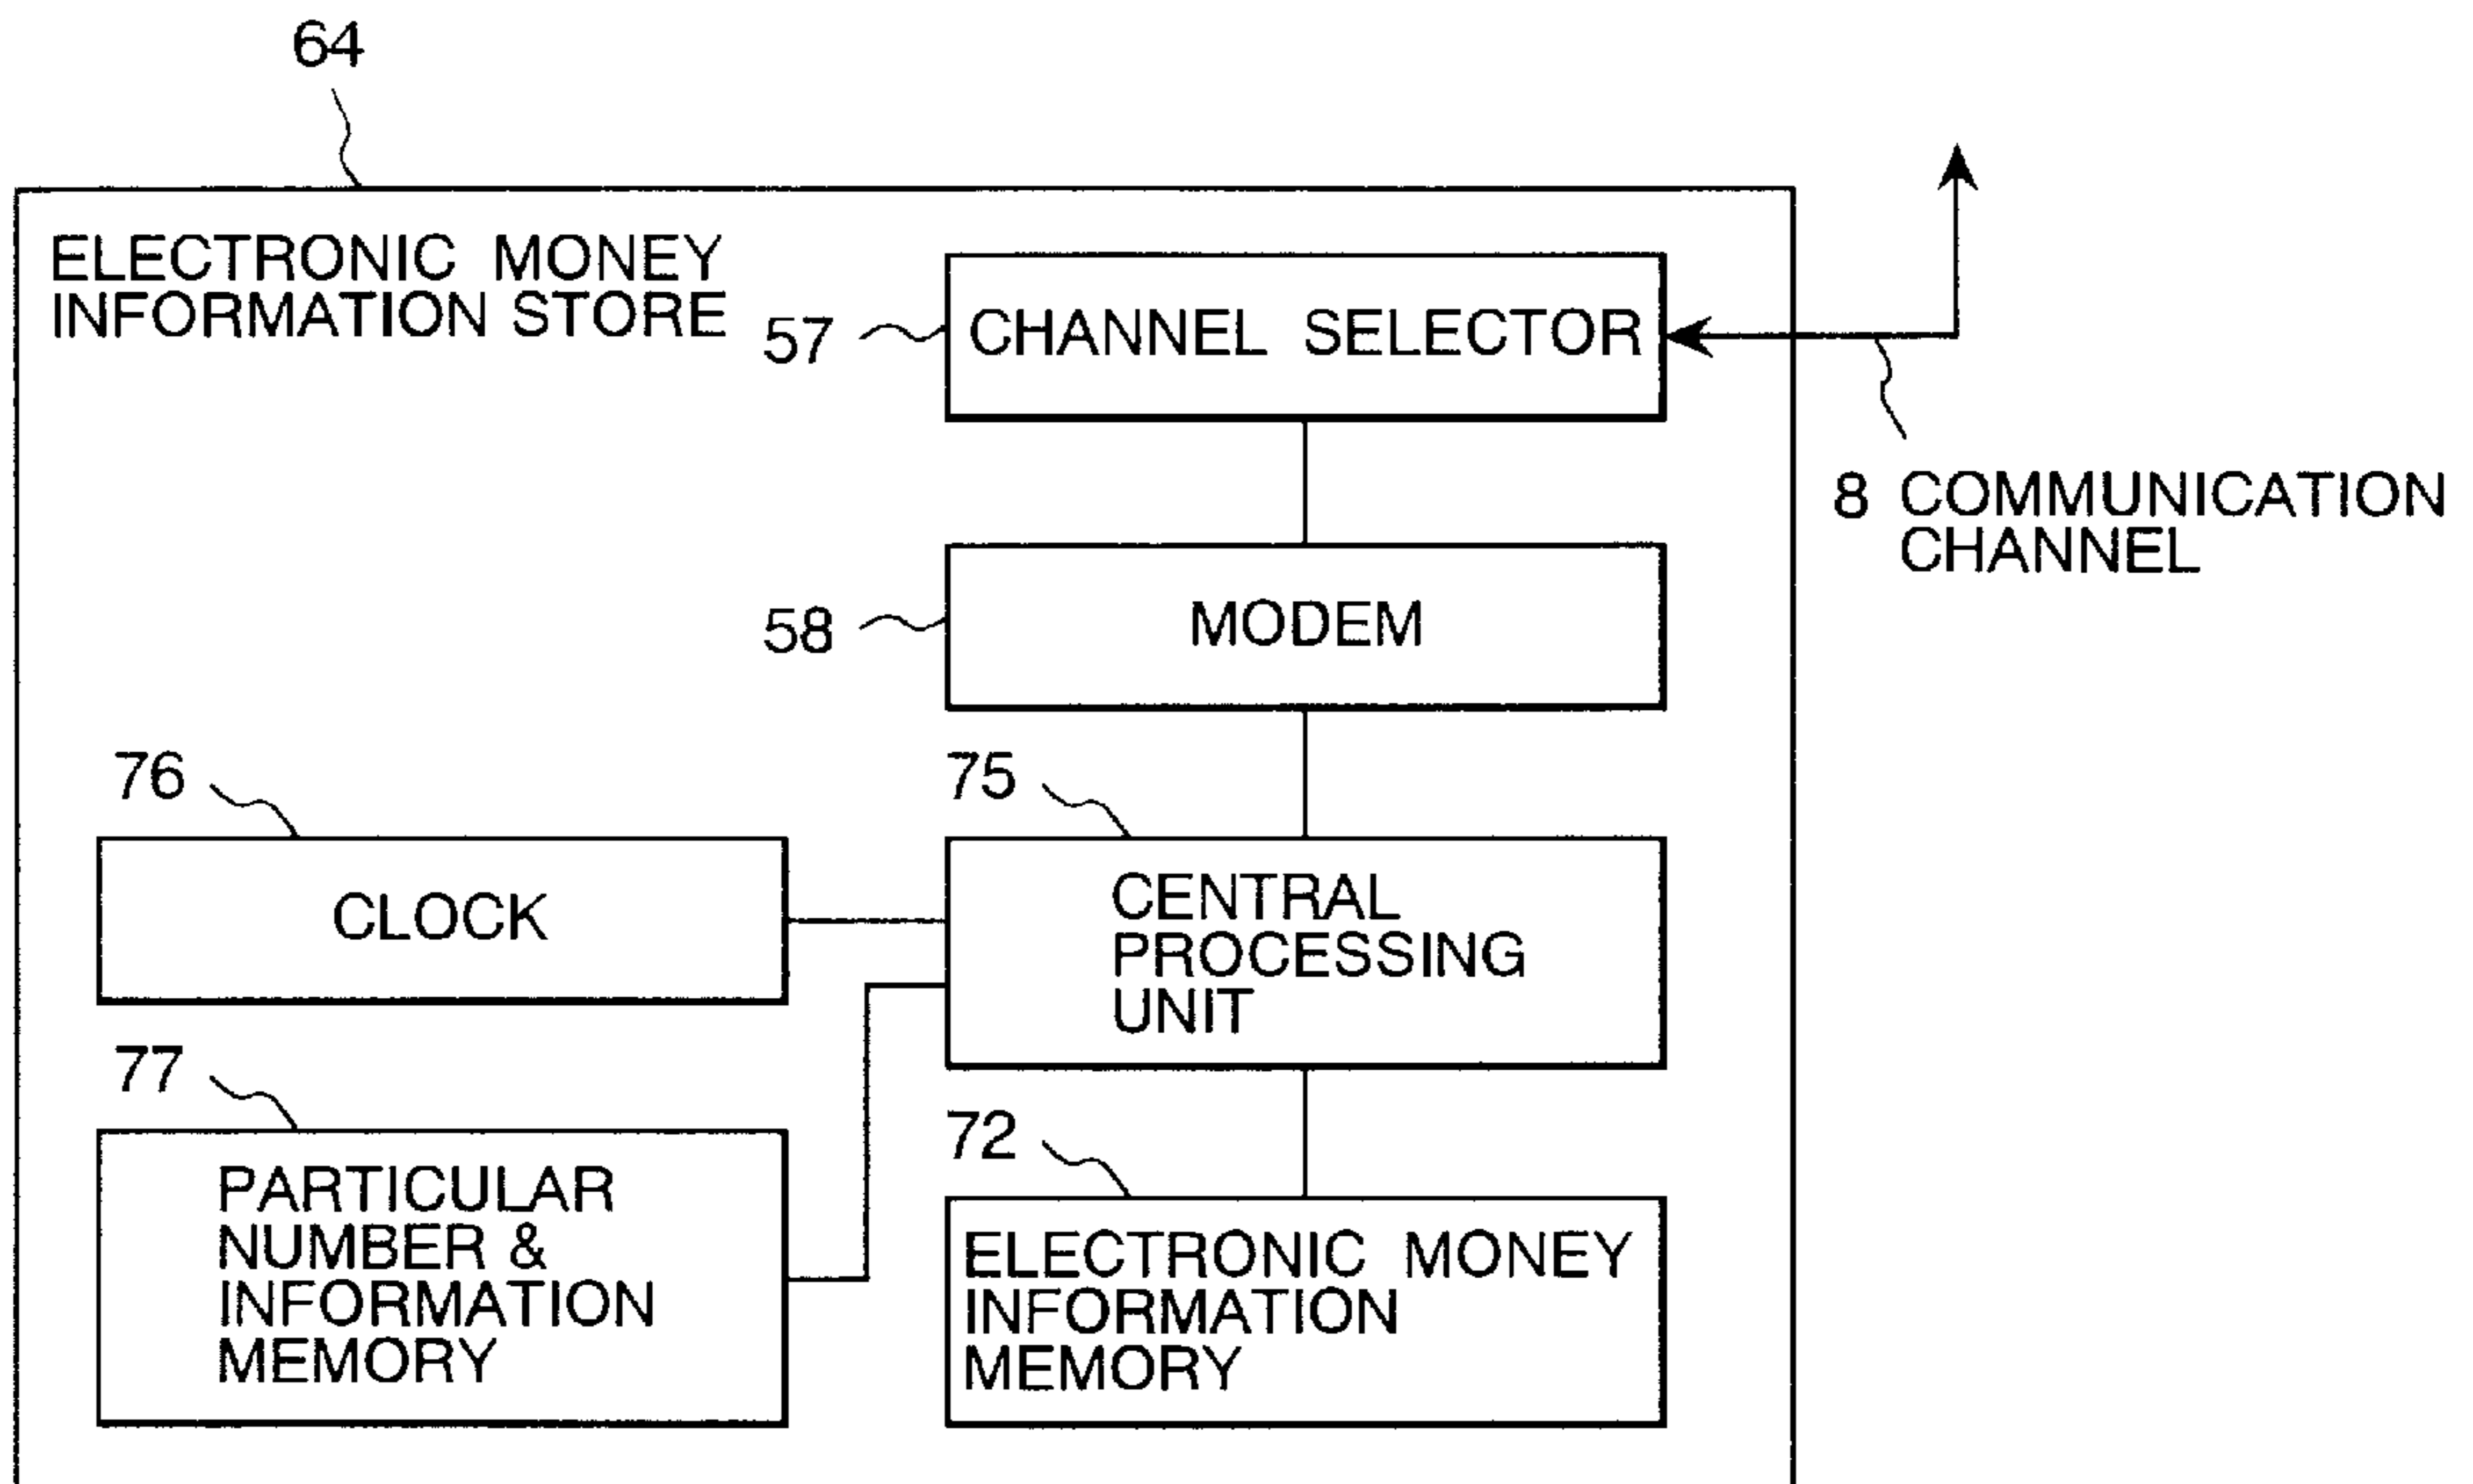 64
ELECTRONIC MONEY
INFORMATION STORE
57
CHANNEL SELECTOR
8 COMMUNICATION
CHANNEL
58
MODEM
76
75
CLOCK
CENTRAL
PROCESSING
UNIT
77
72
PARTICULAR
NUMBER &
INFORMATION
MEMORY
ELECTRONIC MONEY
INFORMATION
MEMORY